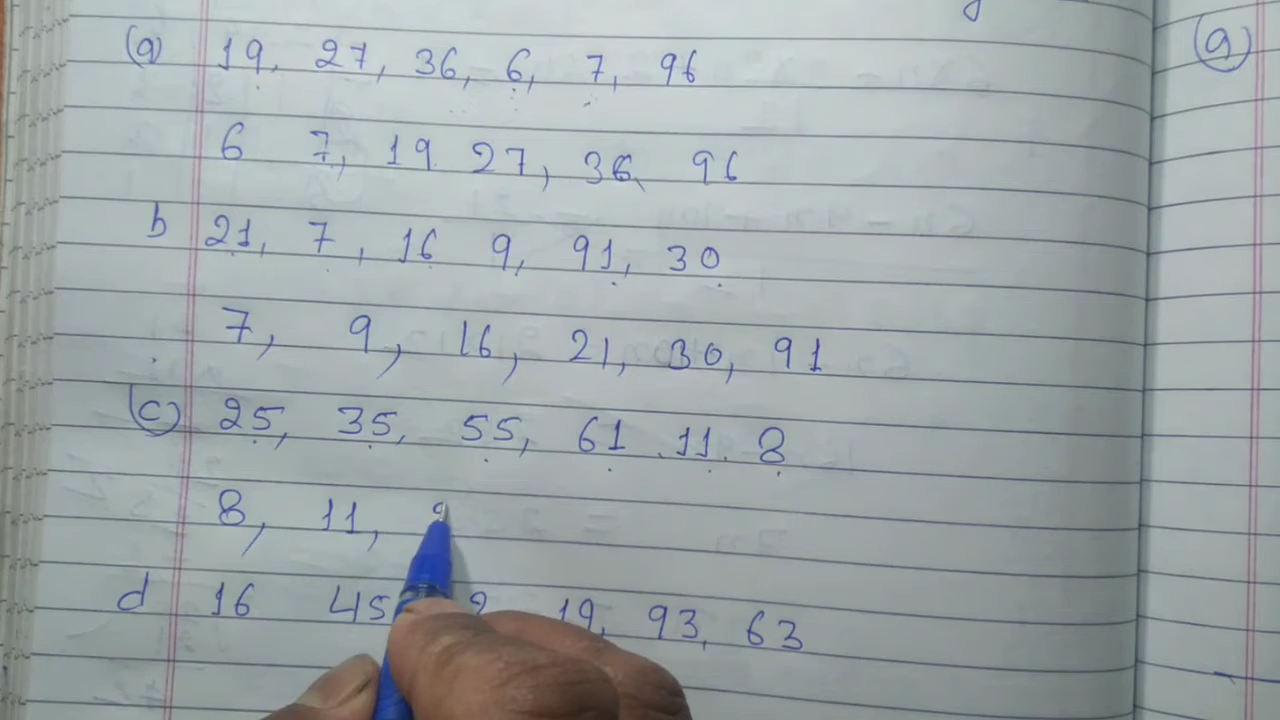 (a) 19, 27, 36, 6, 7, 96
6 7, 19 27, 36, 96
b 21, 7, 16 9, 91, 30
7, 9, 16, 21, 30, 91
(c) 25, 35, 55, 61 . 11 . 8
8, 11,
d 16 45 19, 93, 63
(a)